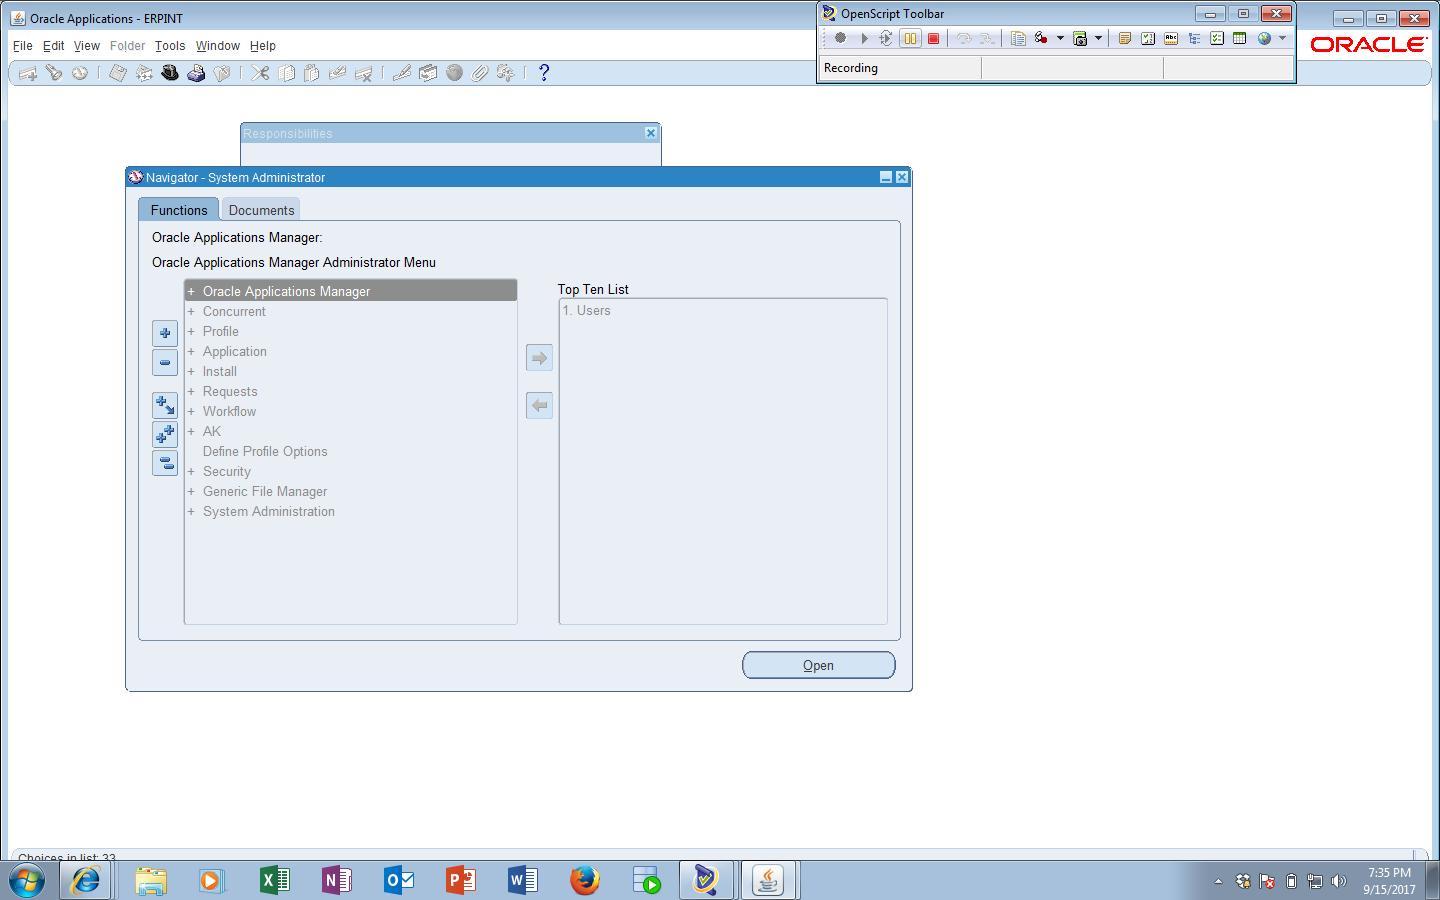 Oracle Applications - ERPINT
OpenScript Toolbar
File Edit View Folder Tools Window Help
ORACLE
Recording
Responsibilities
Navigator - System Administrator
Functions Documents
Oracle Applications Manager:
Oracle Applications Manager Administrator Menu
Top Ten List
+ Oracle Applications Manager
+ Concurrent
+ Profile
+ Application
+ Install
+ Requests
+ Workflow
+ AK
Define Profile Options
+ Security
+ Generic File Manager
+ System Administration
1. Users
Open
Choices in list: 33
7:35 PM
9/15/2017